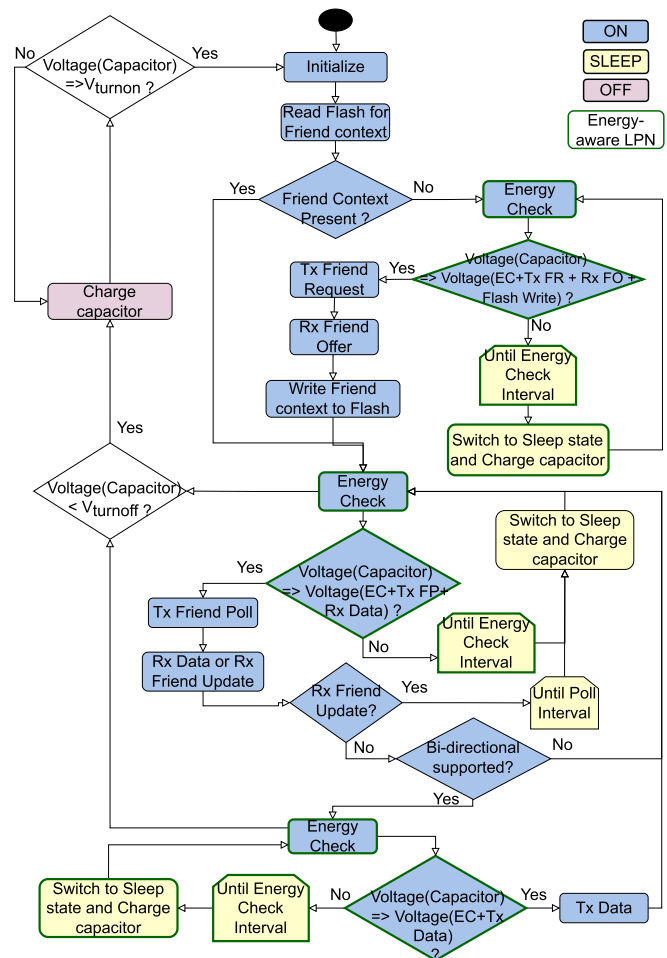 No
Voltage(Capacitor)
=>Vturnon ?
Yes
Initialize
ON
SLEEP
OFF
Energy-
aware LPN
Read Flash for
Friend context
Yes
Friend Context
Present ?
No
Energy
Check
Voltage(Capacitor)
=> Voltage(EC+Tx FR + Rx FO +
Flash Write) ?
Yes
Tx Friend
Request
Charge
capacitor
Rx Friend
Offer
No
Until Energy
Check
Interval
Write Friend
context to Flash
Switch to Sleep state
and Charge capacitor
Yes
Voltage(Capacitor)
< Vturnoff ?
Energy
Check
Switch to Sleep
state and Charge
capacitor
Yes
Voltage(Capacitor)
=> Voltage(EC+Tx FP+
Rx Data) ?
Tx Friend Poll
No
Until Energy
Check
Interval
Rx Data or Rx
Friend Update
Rx Friend
Update?
Yes
Until Poll
Interval
No
Bi-directional
supported?
No
Yes
Energy
Check
Switch to Sleep
state and Charge
capacitor
Until Energy
Check
Interval
No
Voltage(Capacitor)
=> Voltage(EC+Tx
Data)
?
Yes
Tx Data